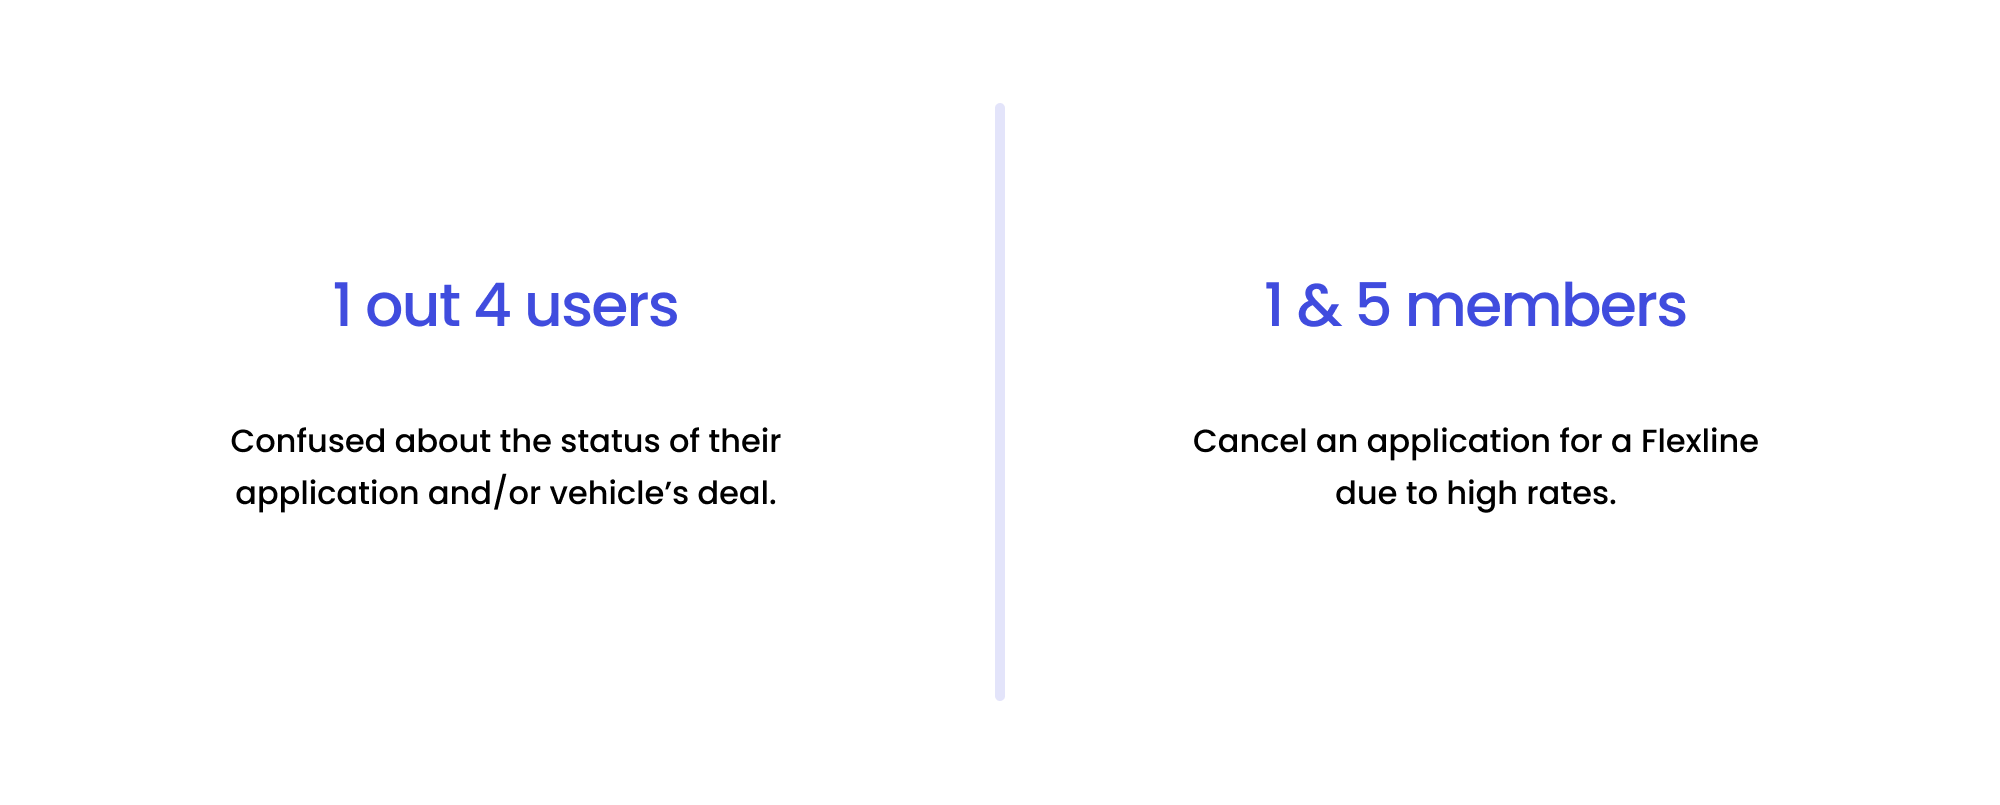 1 out 4 users
Confused about the status of their
application and/or vehicle’s deal.
1 & 5 members
Cancel an application for a Flexline
due to high rates.